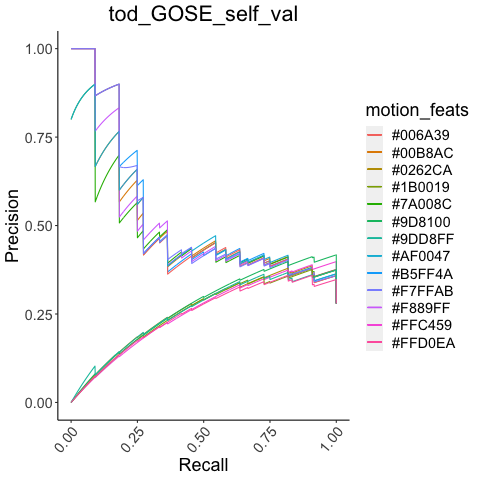 tod_GOSE_self_val
1.00
0.75
0.50
0.25
0.00
Precision
0.00
0.25
0.50
0.75
1.00
Recall
motion_feats
#006A39
#00B8AC
#0262CA
#1B0019
#7A008C
#9D8100
#9DD8FF
#AF0047
#B5FF4A
#F7FFAB
#F889FF
#FFC459
#FFD0EA